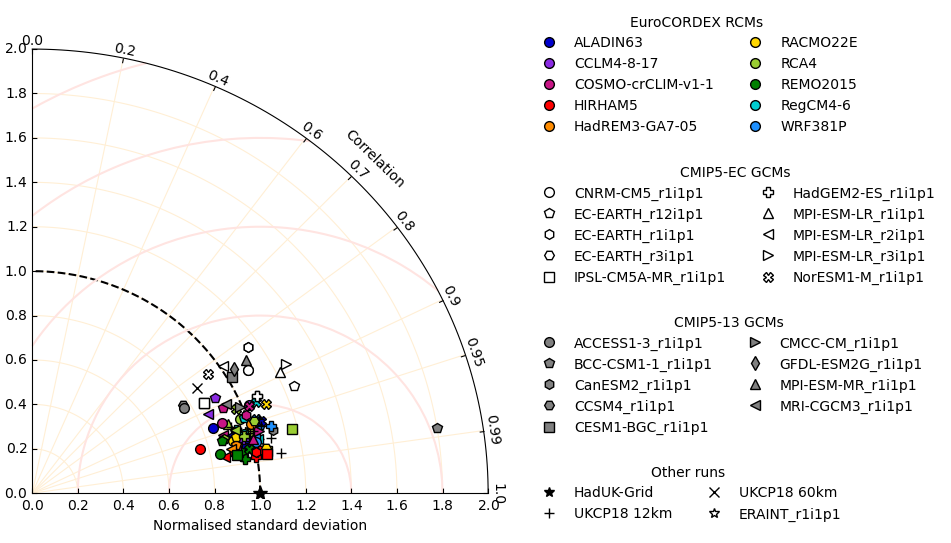 0.0
0.2
0.4
0.6
0.7
0.8
0.9
0.95
0.99
1.0
Correlation
2.0
1.8
1.6
1.4
1.2
1.0
0.8
0.6
0.4
0.2
0.0
0.0 0.2 0.4 0.6 0.8 1.0 1.2 1.4 1.6 1.8 2.0
Normalised standard deviation
EuroCORDEX RCMs
ALADIN63 RACMO22E
CCLM4-8-17 RCA4
COSMO-crCLIM-v1-1 REMO2015
HIRHAM5 RegCM4-6
HadREM3-GA7-05 WRF381P
CMIP5-EC GCMs
CNRM-CM5_r1i1p1 HadGEM2-ES_r1i1p1
EC-EARTH_r12i1p1 MPI-ESM-LR_r1i1p1
EC-EARTH_r1i1p1 MPI-ESM-LR_r2i1p1
EC-EARTH_r3i1p1 MPI-ESM-LR_r3i1p1
IPSL-CM5A-MR_r1i1p1 NorESM1-M_r1i1p1
CMIP5-13 GCMs
ACCESS1-3_r1i1p1 CMCC-CM_r1i1p1
BCC-CSM1-1_r1i1p1 GFDL-ESM2G_r1i1p1
CanESM2_r1i1p1 MPI-ESM-MR_r1i1p1
CCSM4_r1i1p1 MRI-CGCM3_r1i1p1
CESM1-BGC_r1i1p1
Other runs
HadUK-Grid UKCP18 60km
UKCP18 12km ERAINT_r1i1p1